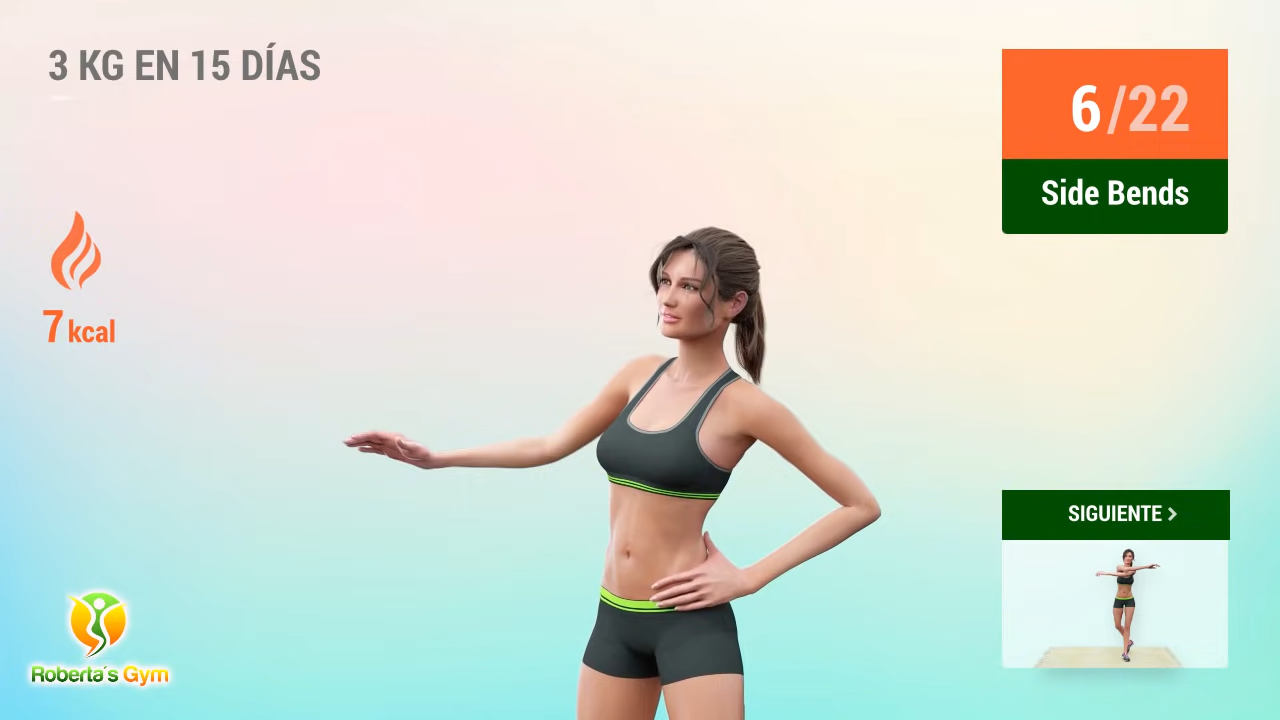 3 KG EN 15 DÍAS
6/22
Side Bends
7 kcal
SIGUIENTE
Roberta´s Gym